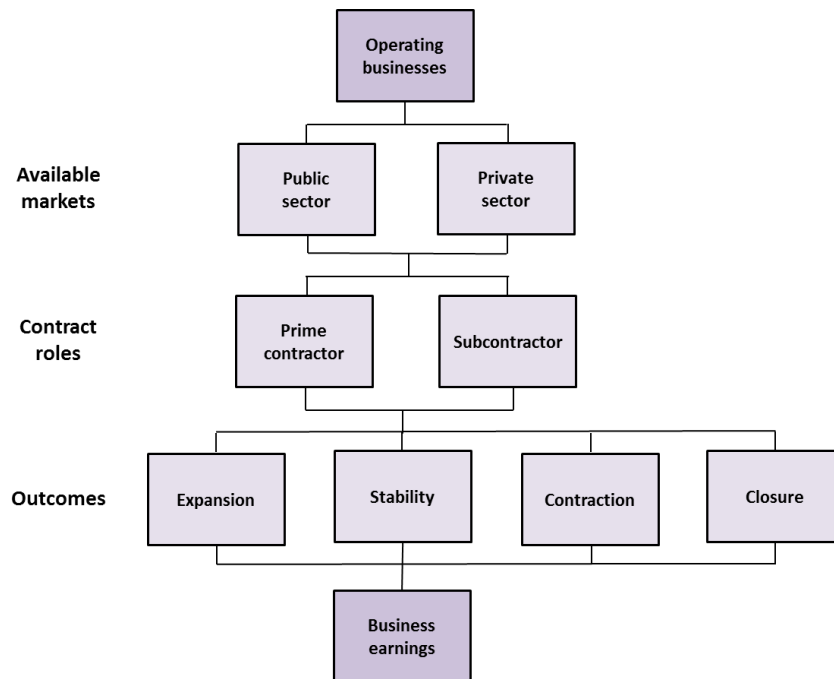 Operating
businesses
Available
markets
Public
sector
Private
sector
Contract
roles
Prime
contractor
Subcontractor
Outcomes
Expansion
Stability
Contraction
Closure
Business
earnings